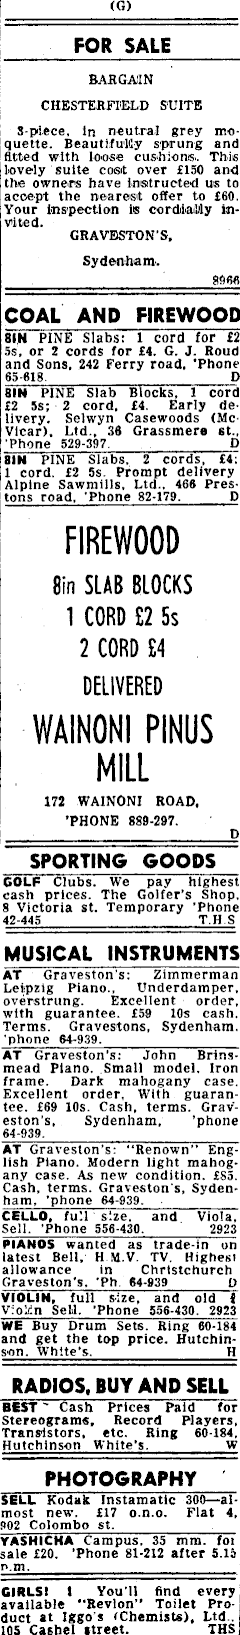 (G)
FOR SALE
BARGAIN
CHESTERFIELD SUITE
3-piece, in neutral grey mo-
quette. Beautifully sprung and
fitted with loose cushions. This
lovely suite cost over £150 and
the owners have instructed us to
accept the nearest offer to £60.
Your inspection is cordially in-
vited.
GRAVESTON'S,
Sydenham.
8966
COAL AND FIREWOOD
8IN PINE Slabs: 1 cord for £2
5s, or 2 cords for £4. G. J. Roud
and Sons, 242 Ferry road, 'Phone
65-618. D
8IN PINE Slab Blocks, 1 cord
£2 5s; 2 cord, £4. Early de-
livery. Selwyn Casewoods (Mc-
Vicar), Ltd., 36 Grassmere st.,
'Phone 529-397. D
8IN PINE Slabs, 2 cords, £4;
1 cord. £2 5s. Prompt delivery
Alpine Sawmills, Ltd., 466 Pres-
tons road, 'Phone 82-179. D
FIREWOOD
8in SLAB BLOCKS
1 CORD £2 5s
2 CORD £4
DELIVERED
WAINONI PINUS
MILL
172 WAINONI ROAD,
'PHONE 889-297.
D
SPORTING GOODS
GOLF Clubs. We pay highest
cash prices. The Golfer's Shop,
8 Victoria st. Temporary 'Phone
42-445 T.H.S
MUSICAL INSTRUMENTS
AT Graveston's: Zimmerman
Leipzig Piano., Underdamper,
overstrung. Excellent order,
with guarantee. £59 10s cash.
Terms. Gravestons, Sydenham.
'phone 64-939.
AT Graveston's: John Brins-
mead Piano. Small model. Iron
frame. Dark mahogany case.
Excellent order, With guaran-
tee. £69 10s. Cash, terms. Grav-
eston's, Sydenham, 'phone
64-939.
AT Graveston's: "Renown" Eng-
lish Piano. Modern light mahog-
any case. As new condition. £85.
Cash, terms. Graveston's, Syden-
ham, 'phone 64-939.
CELLO, full size, and Viola,
Sell. 'Phone 556-430. 2923
PIANOS wanted as trade-in on
latest Bell, H.M.V. TV. Highest
allowance in Christchurch
Graveston's. 'Ph. 64-939 D
VIOLIN, full size, and old
Violin Sell. 'Phone 556-430. 2923
WE Buy Drum Sets. Ring 60-184
and get the top price. Hutchin-
son. White's. H
RADIOS, BUY AND SELL
BEST Cash Prices Paid for
Stereograms, Record Players,
Transistors, etc. Ring 60-184,
Hutchinson White's. W
PHOTOGRAPHY
SELL Kodak Instamatic 300—al-
most new. £17 o.n.o. Flat 4,
902 Colombo st.
YASHICHA Campus, 35 mm. for
sale £20. 'Phone 81-212 after 5.15
p.m.
GIRLS! You'll find every
available "Revlon" Toilet Pro-
duct at Iggo's (Chemists), Ltd.,
105 Cashel street. THS